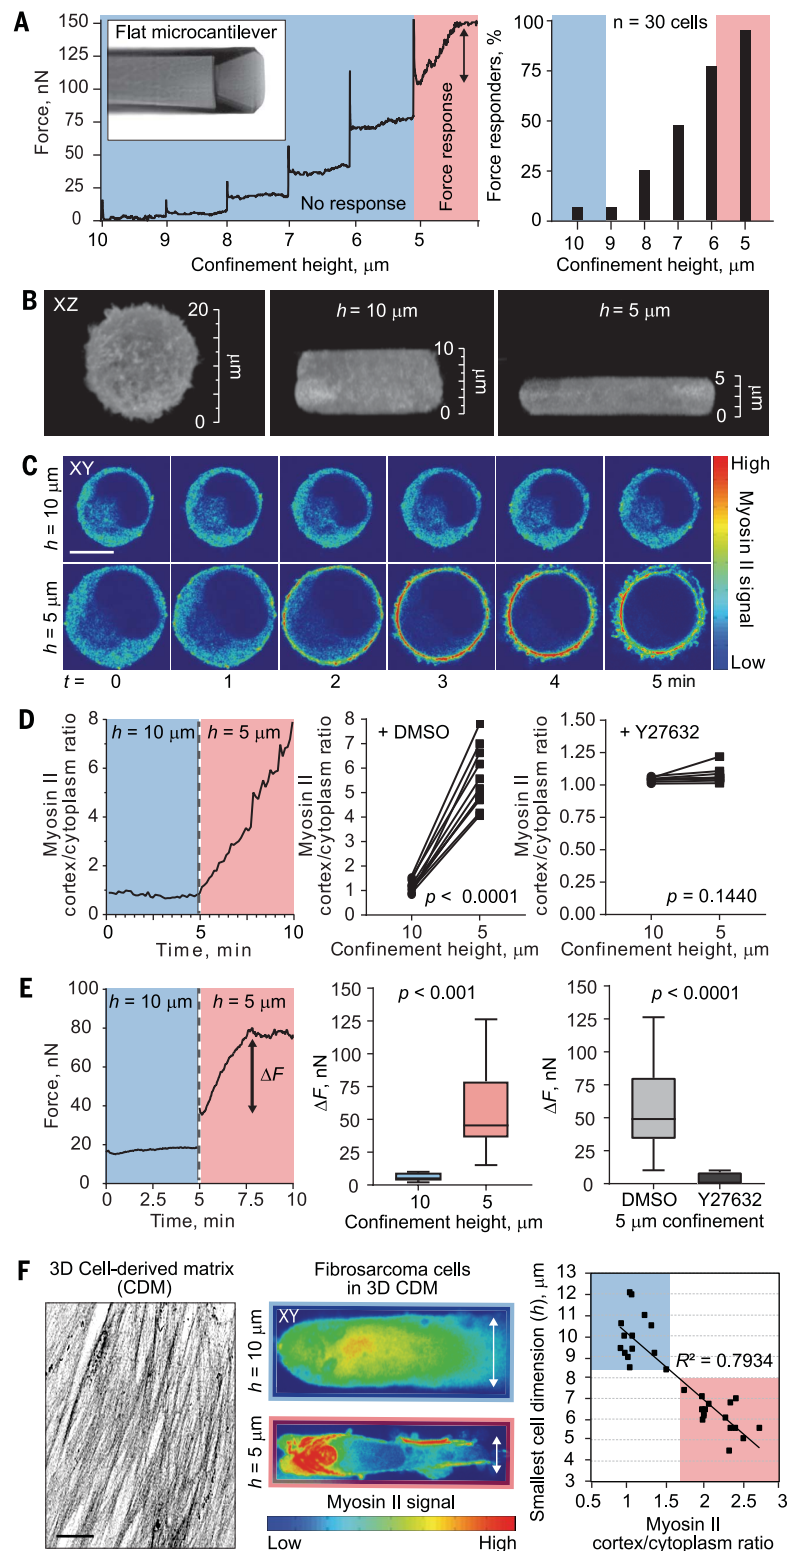 A
Flat microcantilever
Force, nN
150
125
100
75
50
25
0
No response
Force response
10 9 8 7 6 5
Confinement height, μm
n = 30 cells
Force responders, %
100
75
50
25
0
10 9 8 7 6 5
Confinement height, μm
B
XZ
20
μm
0
h = 10 μm
10
μm
0
h = 5 μm
5
μm
0
C
XY
h = 10 μm
h = 5 μm
t = 0 1 2 3 4 5 min
High
Myosin II signal
Low
D
Myosin II
cortex/cytoplasm ratio
8
6
4
2
0
h = 10 μm h = 5 μm
0 5 10
Time, min
Myosin II
cortex/cytoplasm ratio
8
7
6
5
4
3
2
1
0
+ DMSO
p < 0.0001
10 5
Confinement height, μm
Myosin II
cortex/cytoplasm ratio
1.50
1.25
1.00
0.75
0.50
0.25
0.00
+ Y27632
p = 0.1440
10 5
Confinement height, μm
E
Force, nN
100
80
60
40
20
0
h = 10 μm h = 5 μm
ΔF
0 2.5 5 7.5 10
Time, min
ΔF, nN
150
125
100
75
50
25
0
p < 0.001
10 5
Confinement height, μm
ΔF, nN
150
125
100
75
50
25
0
p < 0.0001
DMSO Y27632
5 μm confinement
F
3D Cell-derived matrix
(CDM)
Fibrosarcoma cells
in 3D CDM
XY
h = 10 μm
h = 5 μm
Myosin II signal
Low High
Smallest cell dimension (h), μm
13
12
11
10
9
8
7
6
5
4
3
R² = 0.7934
0.5 1 1.5 2 2.5 3
Myosin II
cortex/cytoplasm ratio